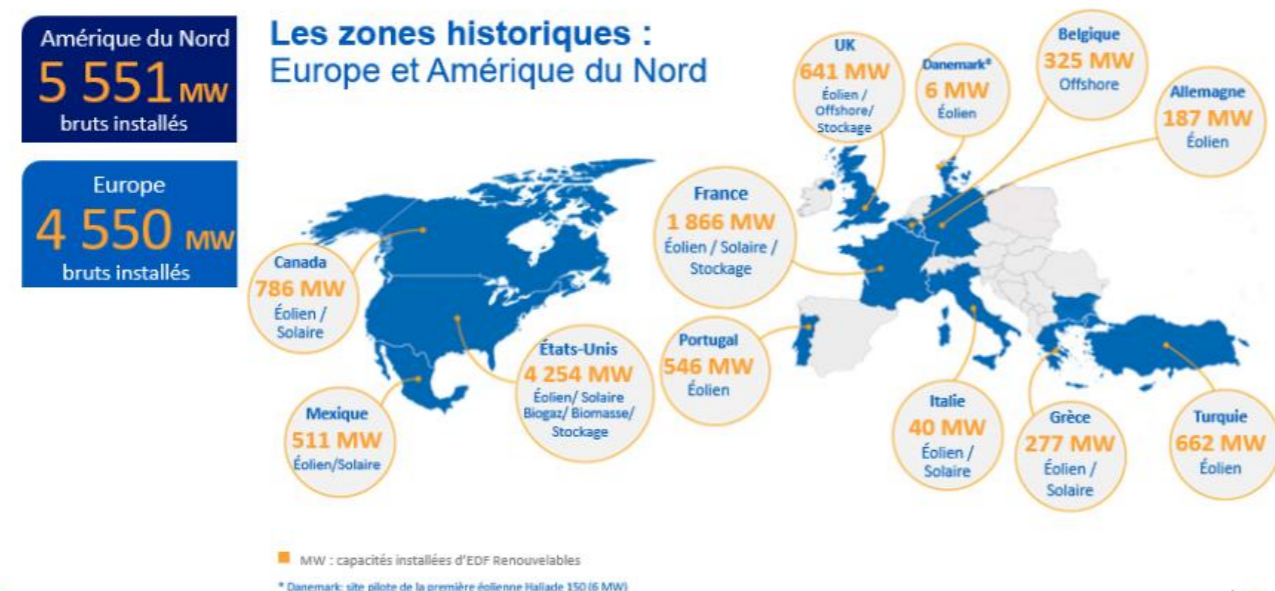 Amérique du Nord
5 551 MW
bruts installés
Europe
4 550 MW
bruts installés
Les zones historiques :
Europe et Amérique du Nord
Canada
786 MW
Éolien /
Solaire
Mexique
511 MW
Éolien/Solaire
États-Unis
4 254 MW
Éolien/ Solaire
Biogaz/ Biomasse/
Stockage
UK
641 MW
Éolien /
Offshore/
Stockage
Danemark*
6 MW
Éolien
Belgique
325 MW
Offshore
Allemagne
187 MW
Éolien
France
1 866 MW
Éolien / Solaire /
Stockage
Portugal
546 MW
Éolien
Italie
40 MW
Éolien /
Solaire
Grèce
277 MW
Éolien /
Solaire
Turquie
662 MW
Éolien
MW : capacités installées d'EDF Renouvelables
* Danemark: site pilote de la première éolienne Haliade 150 (6 MW)